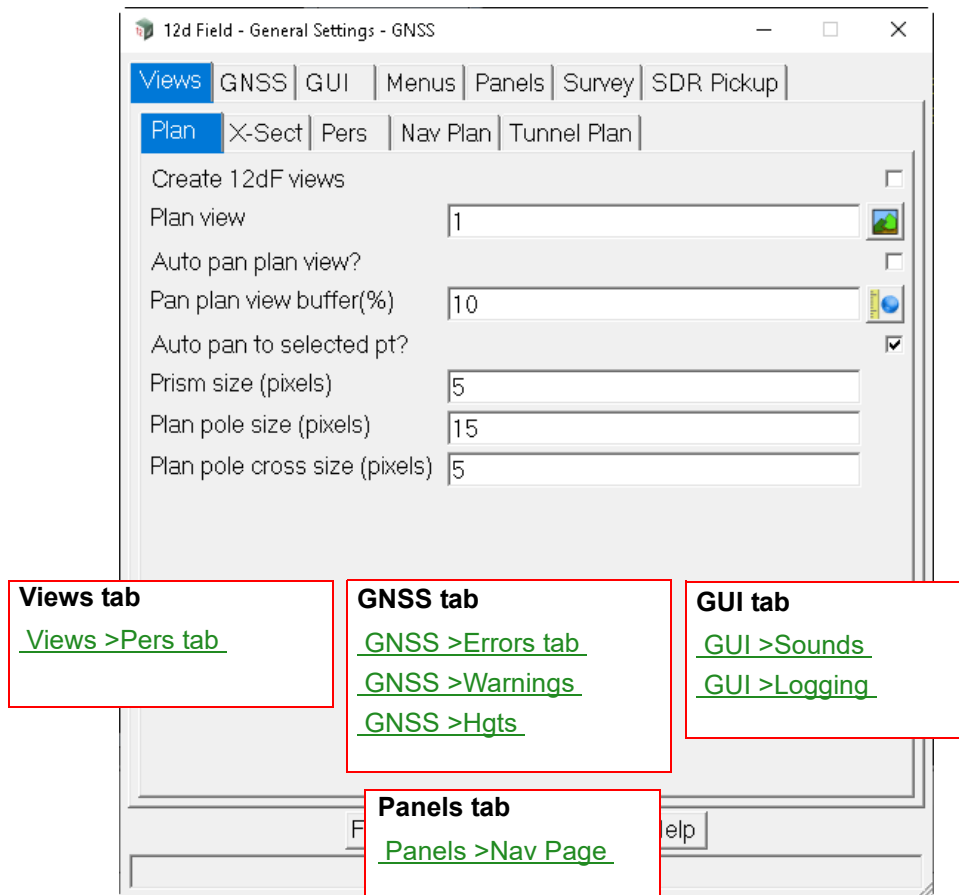 12d Field - General Settings - GNSS
Views GNSS GUI Menus Panels Survey SDR Pickup
Plan X-Sect Pers Nav Plan Tunnel Plan
Create 12dF views
Plan view 1
Auto pan plan view?
Pan plan view buffer(%) 10
Auto pan to selected pt?
Prism size (pixels) 5
Plan pole size (pixels) 15
Plan pole cross size (pixels) 5
Views tab
Views >Pers tab
GNSS tab
GNSS >Errors tab
GNSS >Warnings
GNSS >Hgts
GUI tab
GUI >Sounds
GUI >Logging
Panels tab
Panels >Nav Page